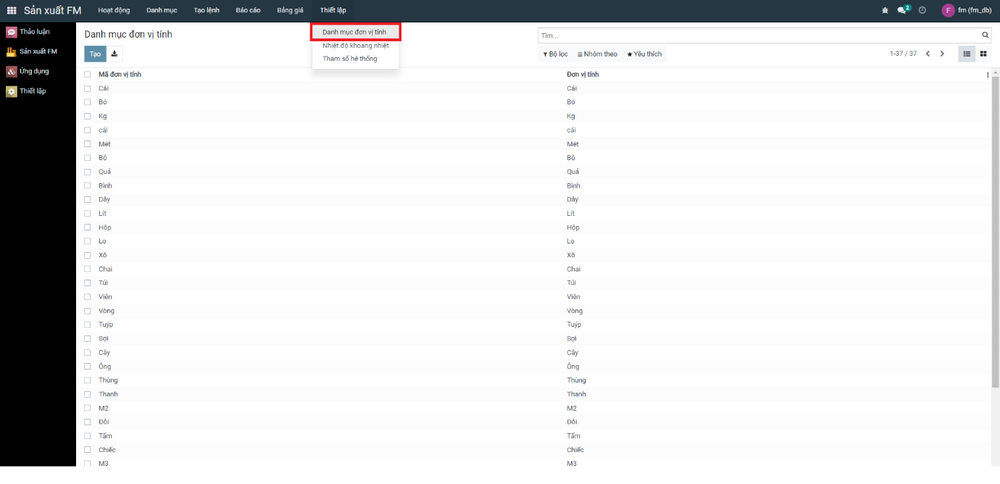 Sản xuất FM Hoạt động Danh mục Tạo lệnh Báo cáo Bảng giá Thiết lập 2 F fm (fm_db)
Thảo luận
Sản xuất FM
Ứng dụng
Thiết lập
Danh mục đơn vị tính
Danh mục đơn vị tính
Nhiệt độ khoang nhiệt
Tham số hệ thống
Tìm...
Tạo
Bộ lọc Nhóm theo Yêu thích 1-37 / 37
Mã đơn vị tính Đơn vị tính
Cái Cái
Bó Bó
Kg Kg
cái cái
Mét Mét
Bộ Bộ
Quả Quả
Bình Bình
Dây Dây
Lít Lít
Hộp Hộp
Lọ Lọ
Xô Xô
Chai Chai
Túi Túi
Viên Viên
Vòng Vòng
Tuýp Tuýp
Sợi Sợi
Cây Cây
Ông Ông
Thùng Thùng
Thanh Thanh
M2 M2
Đôi Đôi
Tấm Tấm
Chiếc Chiếc
M3 M3